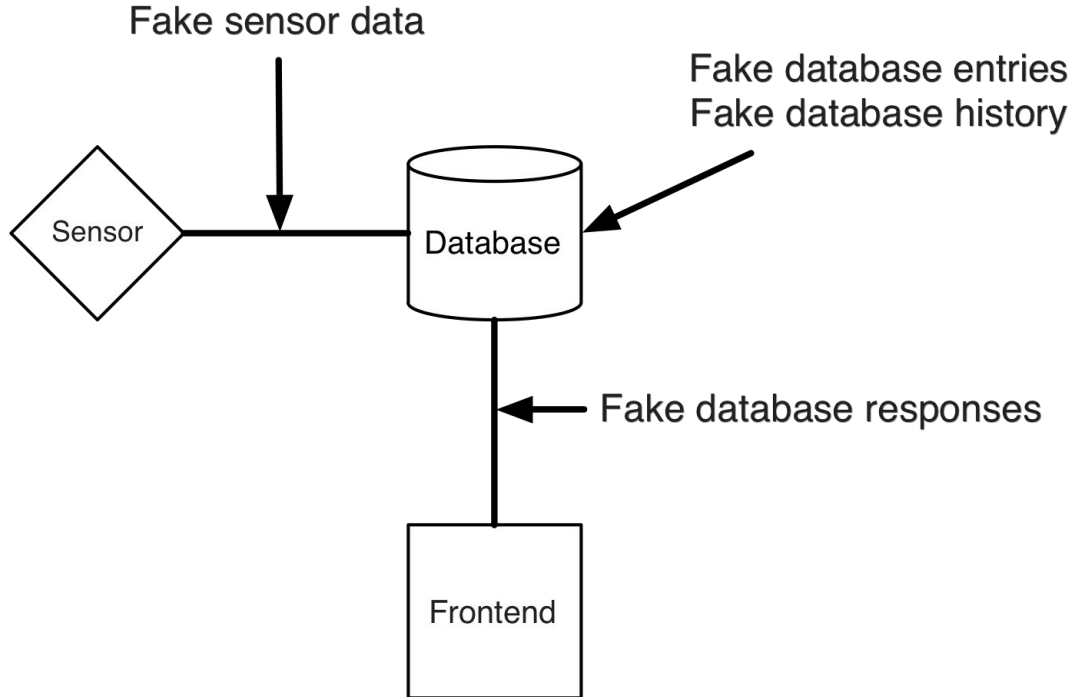 Fake sensor data
Fake database entries
Fake database history
Sensor
Database
Fake database responses
Frontend